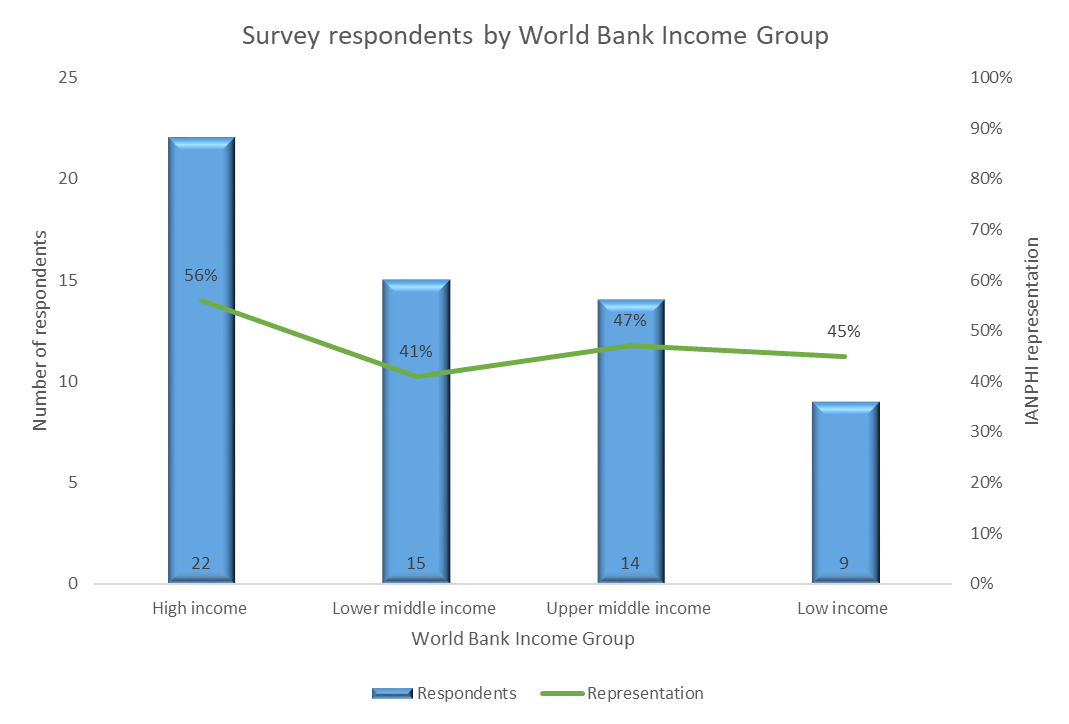 Survey respondents by World Bank Income Group
25
20
15
10
5
0
Number of respondents
100%
90%
80%
70%
60%
50%
40%
30%
20%
10%
0%
IANPHI representation
56%
41%
47%
45%
22
15
14
9
High income
Lower middle income
Upper middle income
Low income
World Bank Income Group
Respondents
Representation